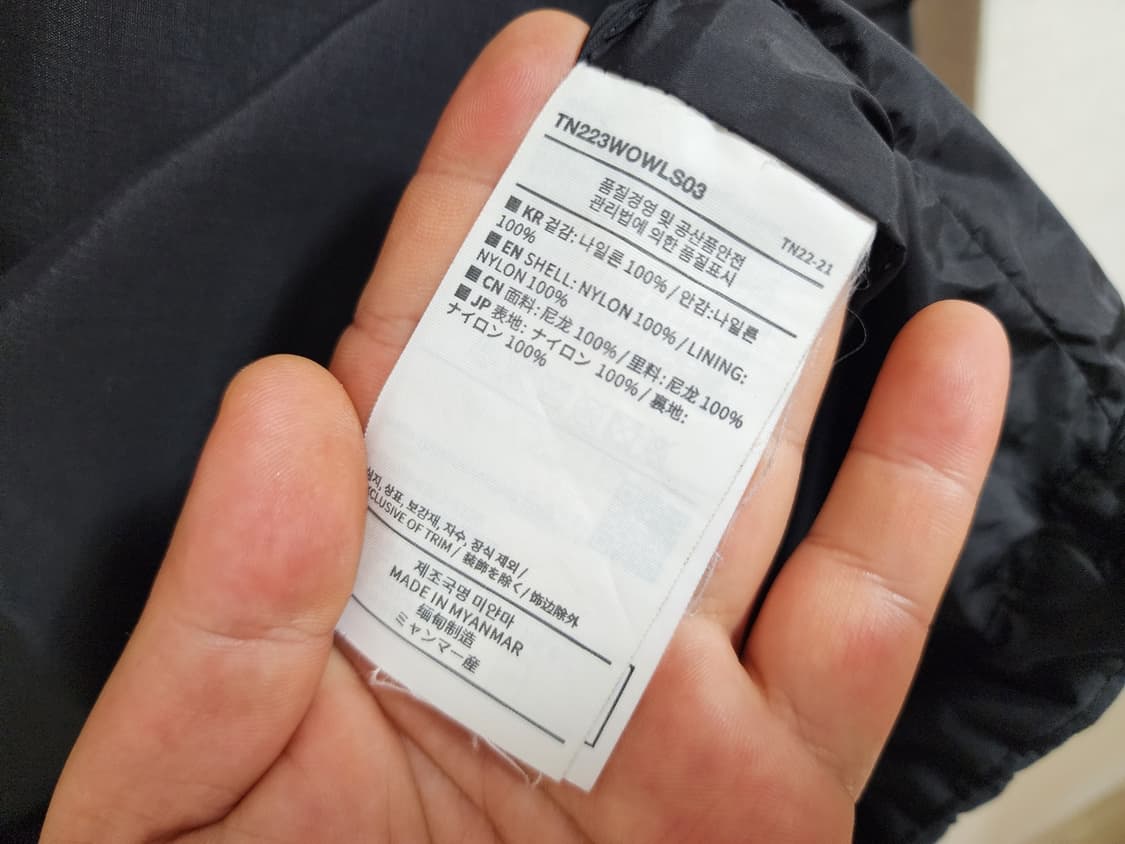 TN223WOWLS03
TN22-21
품질경영 및 공산품안전
관리법에 의한 품질표시
■ KR 겉감: 나일론 100% / 안감:나일론
100%
■ EN SHELL: NYLON 100% / LINING:
NYLON 100%
■ CN 面料:尼龙 100% / 里料:尼龙 100%
■ JP 表地: ナイロン 100% / 裏地:
ナイロン 100%
심지, 상표, 보강재, 자수, 장식 제외/
EXCLUSIVE OF TRIM / 装飾を除く/ 饰边除外
제조국명 미얀마
MADE IN MYANMAR
缅甸制造
ミャンマー産